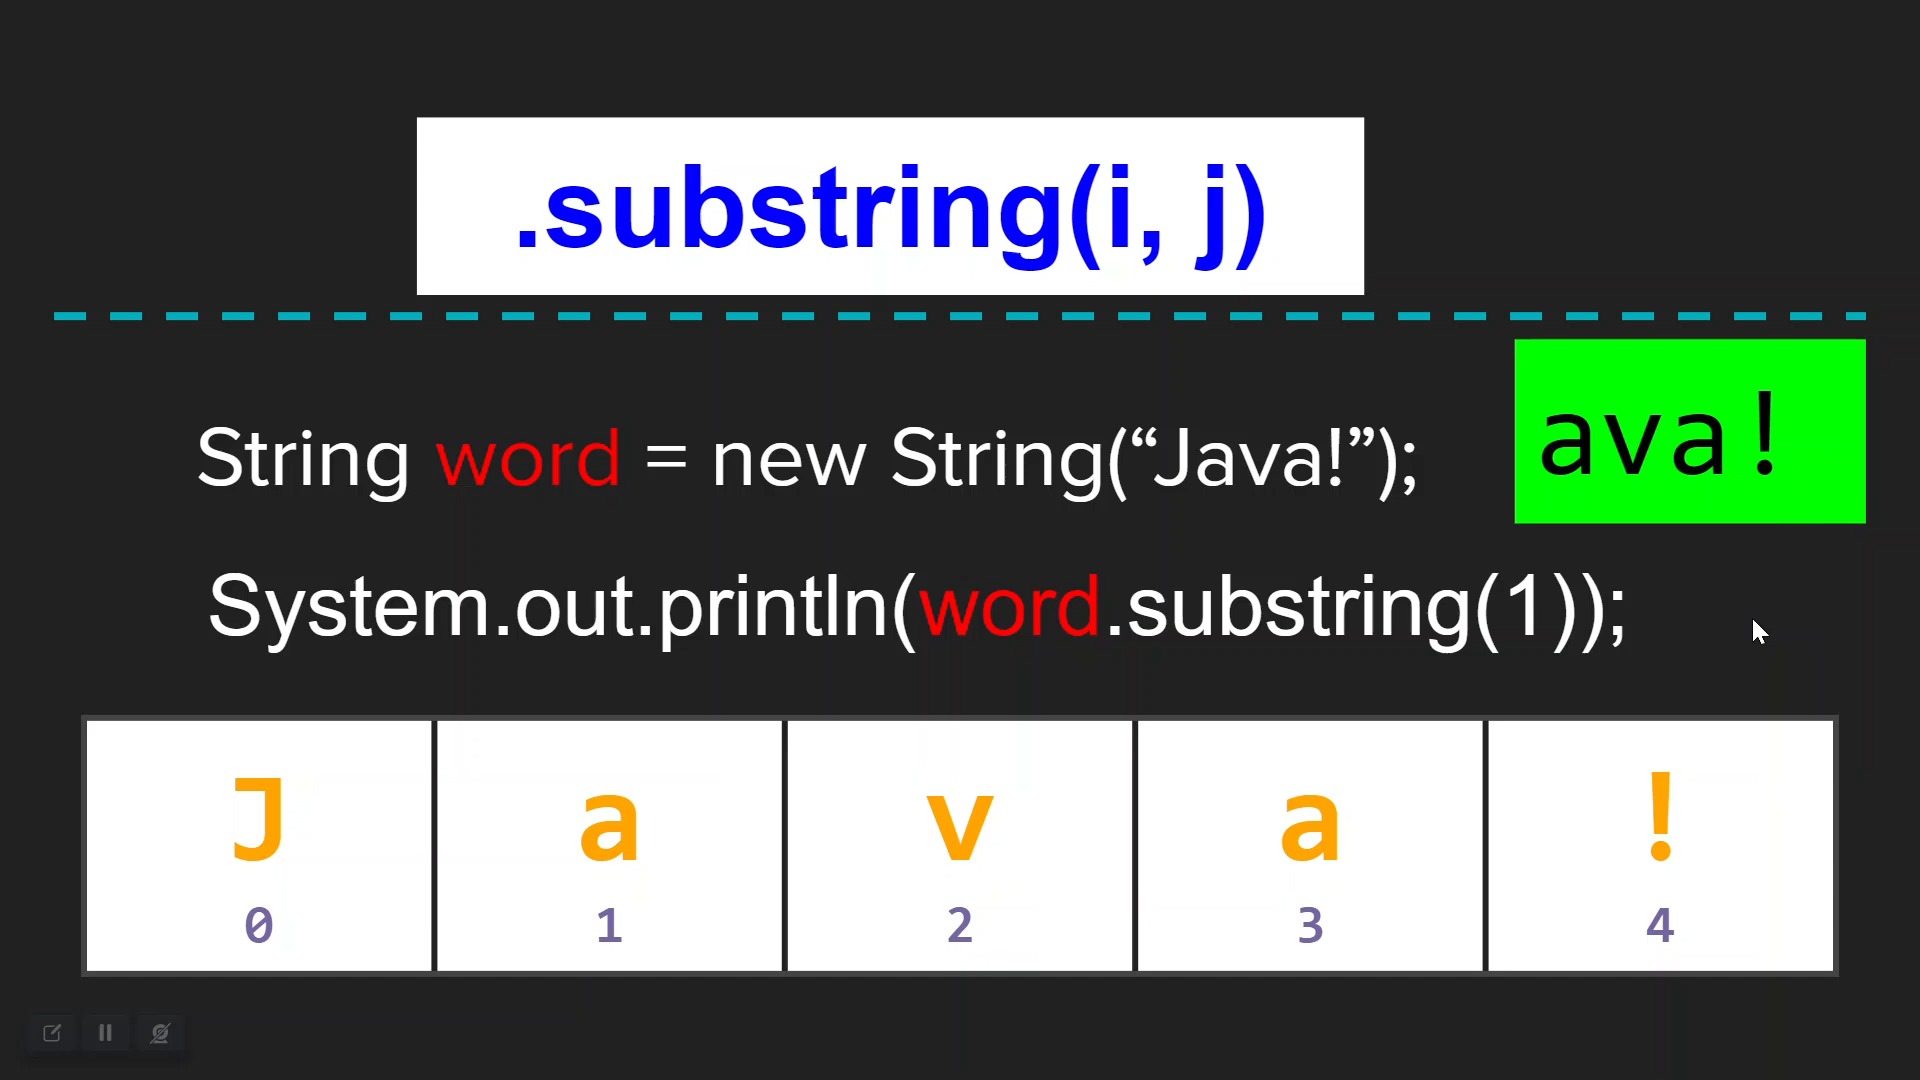 .substring(i, j)
String word = new String(“Java!”);
ava!
System.out.println(word.substring(1));
J a v a !
0 1 2 3 4